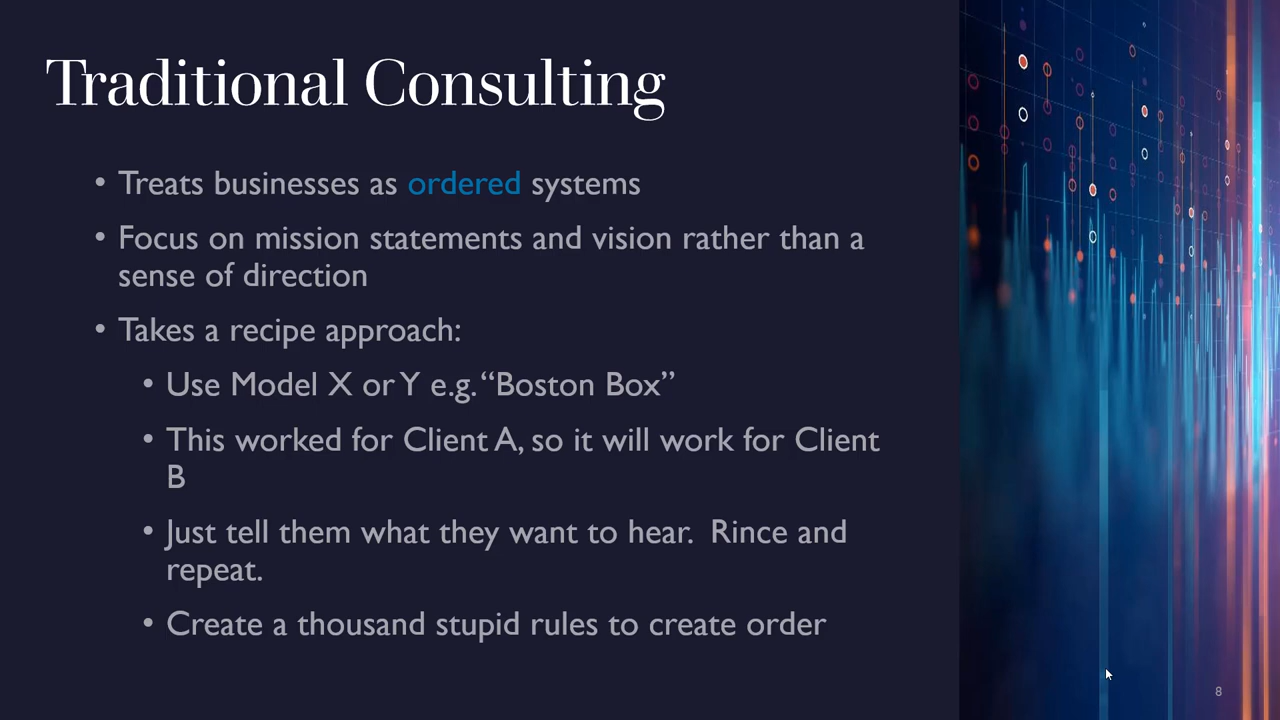 Traditional Consulting
• Treats businesses as ordered systems
• Focus on mission statements and vision rather than a
sense of direction
• Takes a recipe approach:
• Use Model X or Y e.g. “Boston Box”
• This worked for Client A, so it will work for Client
B
• Just tell them what they want to hear.  Rince and
repeat.
• Create a thousand stupid rules to create order
8